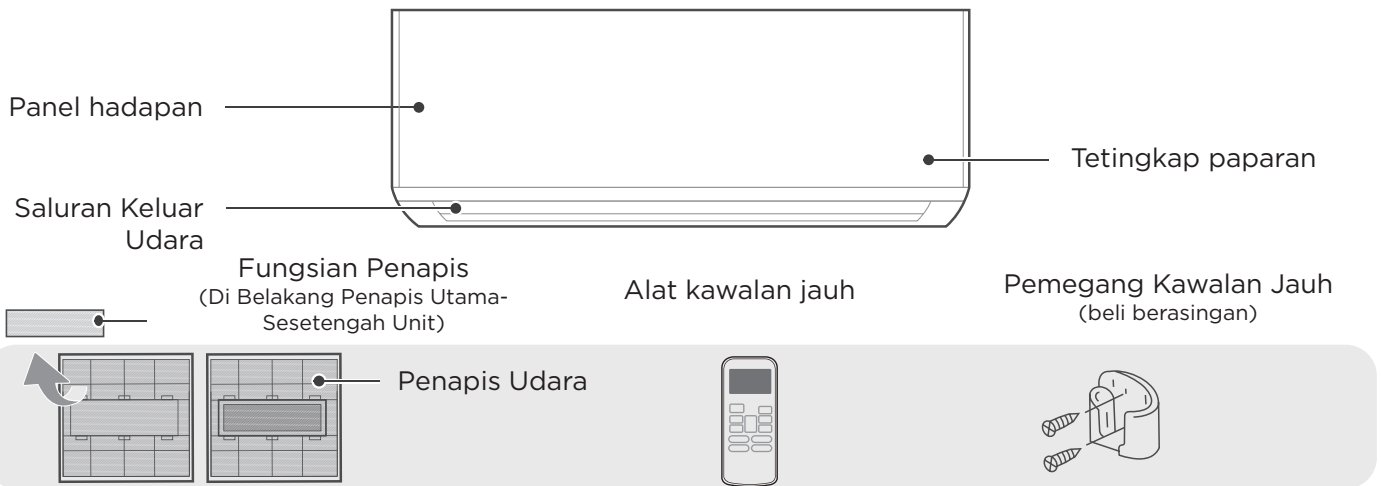 Panel hadapan
Tetingkap paparan
Saluran Keluar
Udara
Fungsian Penapis
(Di Belakang Penapis Utama-
Sesetengah Unit)
Alat kawalan jauh
Pemegang Kawalan Jauh
(beli berasingan)
Penapis Udara